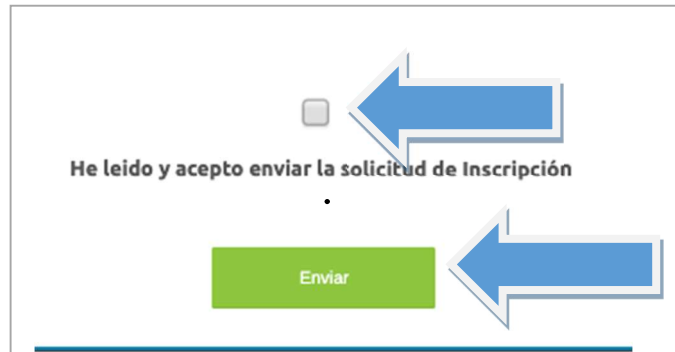 He leido y acepto enviar la solicitud de Inscripción
.
Enviar